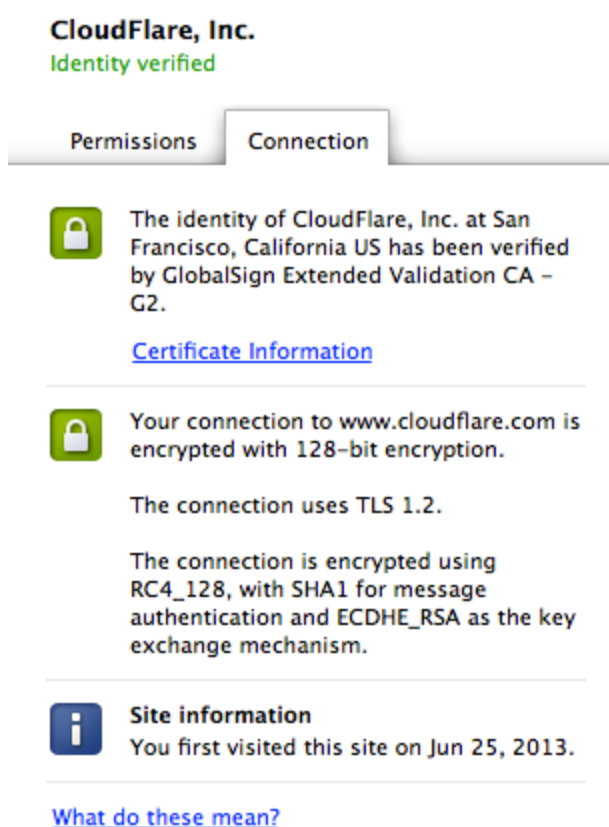 CloudFlare, Inc.
Identity verified
Permissions
Connection
The identity of CloudFlare, Inc. at San
Francisco, California US has been verified
by GlobalSign Extended Validation CA –
G2.
Certificate Information
Your connection to www.cloudflare.com is
encrypted with 128–bit encryption.
The connection uses TLS 1.2.
The connection is encrypted using
RC4_128, with SHA1 for message
authentication and ECDHE_RSA as the key
exchange mechanism.
Site information
You first visited this site on Jun 25, 2013.
What do these mean?